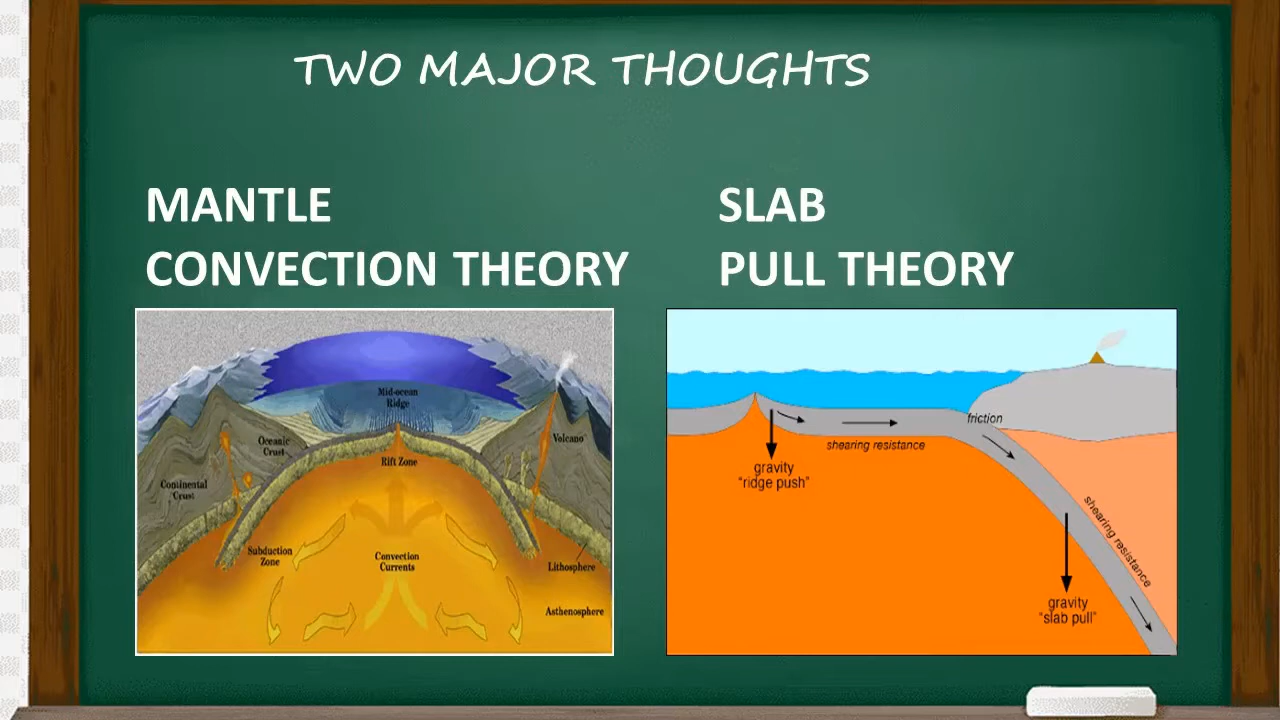 TWO MAJOR THOUGHTS
MANTLE
CONVECTION THEORY
SLAB
PULL THEORY
Mid-ocean
Ridge
Oceanic
Crust
Volcano
Rift Zone
Continental
Crust
Subduction
Zone
Convection
Currents
Lithosphere
Asthenosphere
friction
shearing resistance
gravity
"ridge push"
shearing resistance
gravity
"slab pull"